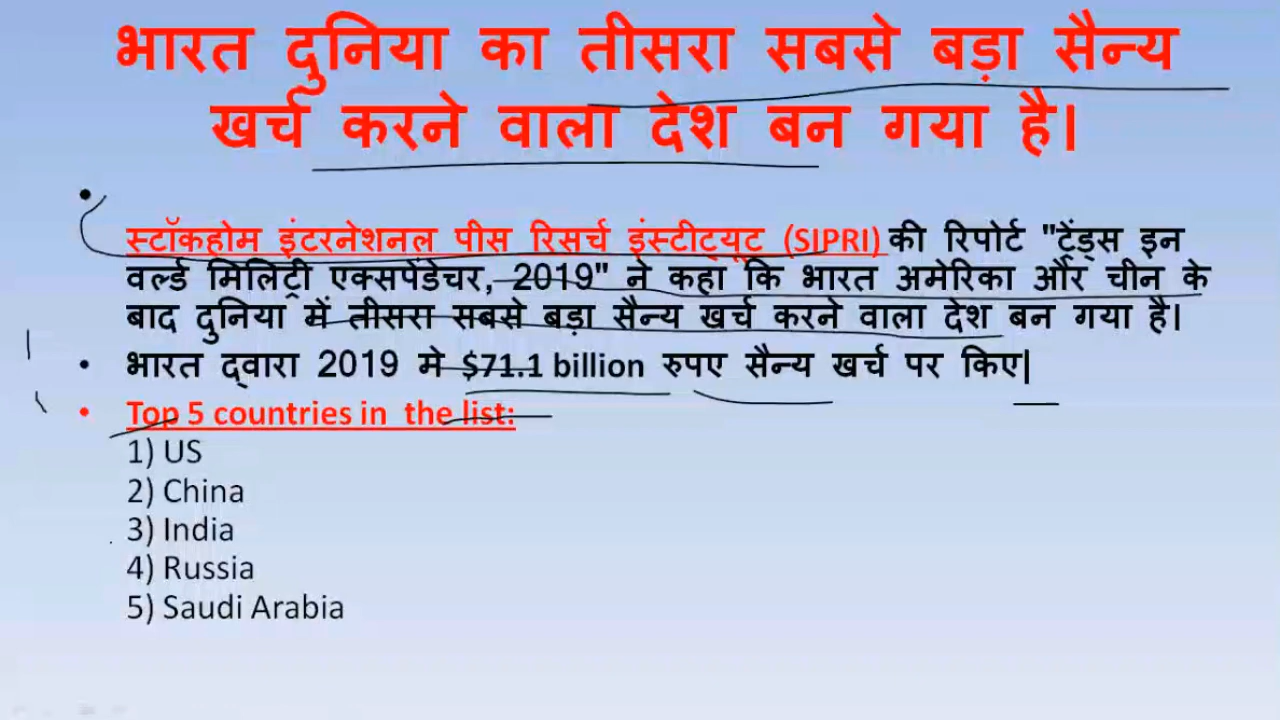 भारत दुनिया का तीसरा सबसे बड़ा सैन्य
खर्च करने वाला देश बन गया है।
स्टॉकहोम इंटरनेशनल पीस रिसर्च इंस्टीट्यूट (SIPRI) की रिपोर्ट "ट्रेंड्स इन
वर्ल्ड मिलिट्री एक्सपेंडेचर, 2019" ने कहा कि भारत अमेरिका और चीन के
बाद दुनिया में तीसरा सबसे बड़ा सैन्य खर्च करने वाला देश बन गया है।
• भारत द्वारा 2019 मे $71.1 billion रुपए सैन्य खर्च पर किए|
• Top 5 countries in the list:
1) US
2) China
3) India
4) Russia
5) Saudi Arabia